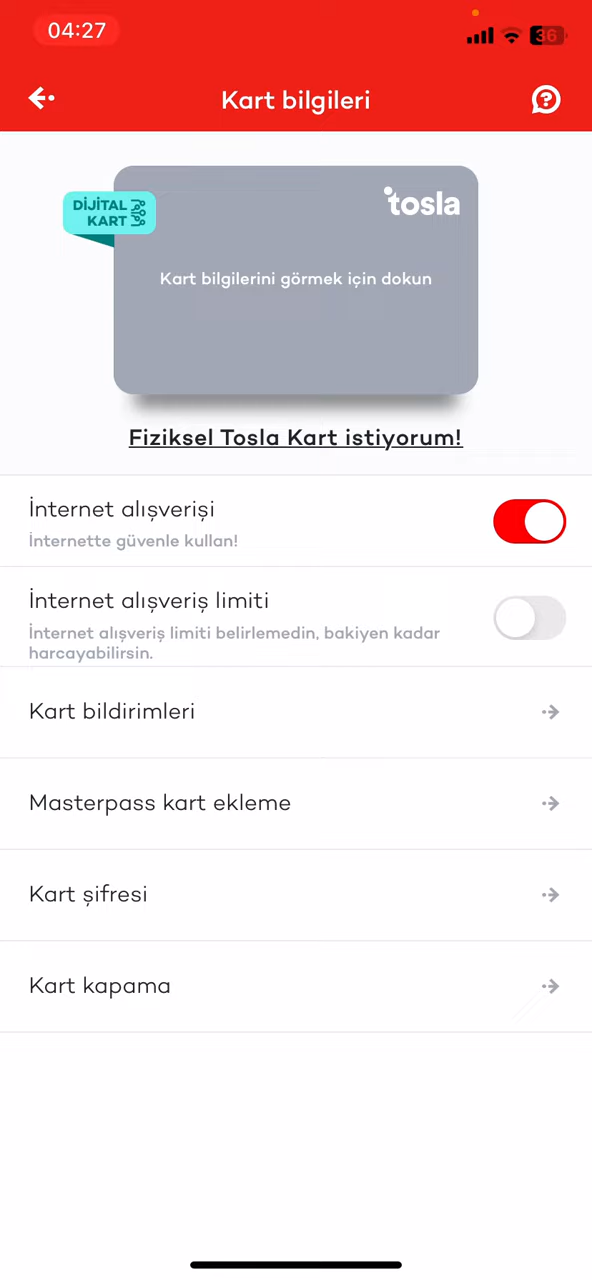 04:27
36
Kart bilgileri
DİJİTAL
KART
tosla
Kart bilgilerini görmek için dokun
Fiziksel Tosla Kart istiyorum!
İnternet alışverişi
İnternette güvenle kullan!
İnternet alışveriş limiti
İnternet alışveriş limiti belirlemedin, bakiyen kadar
harcayabilirsin.
Kart bildirimleri
Masterpass kart ekleme
Kart şifresi
Kart kapama